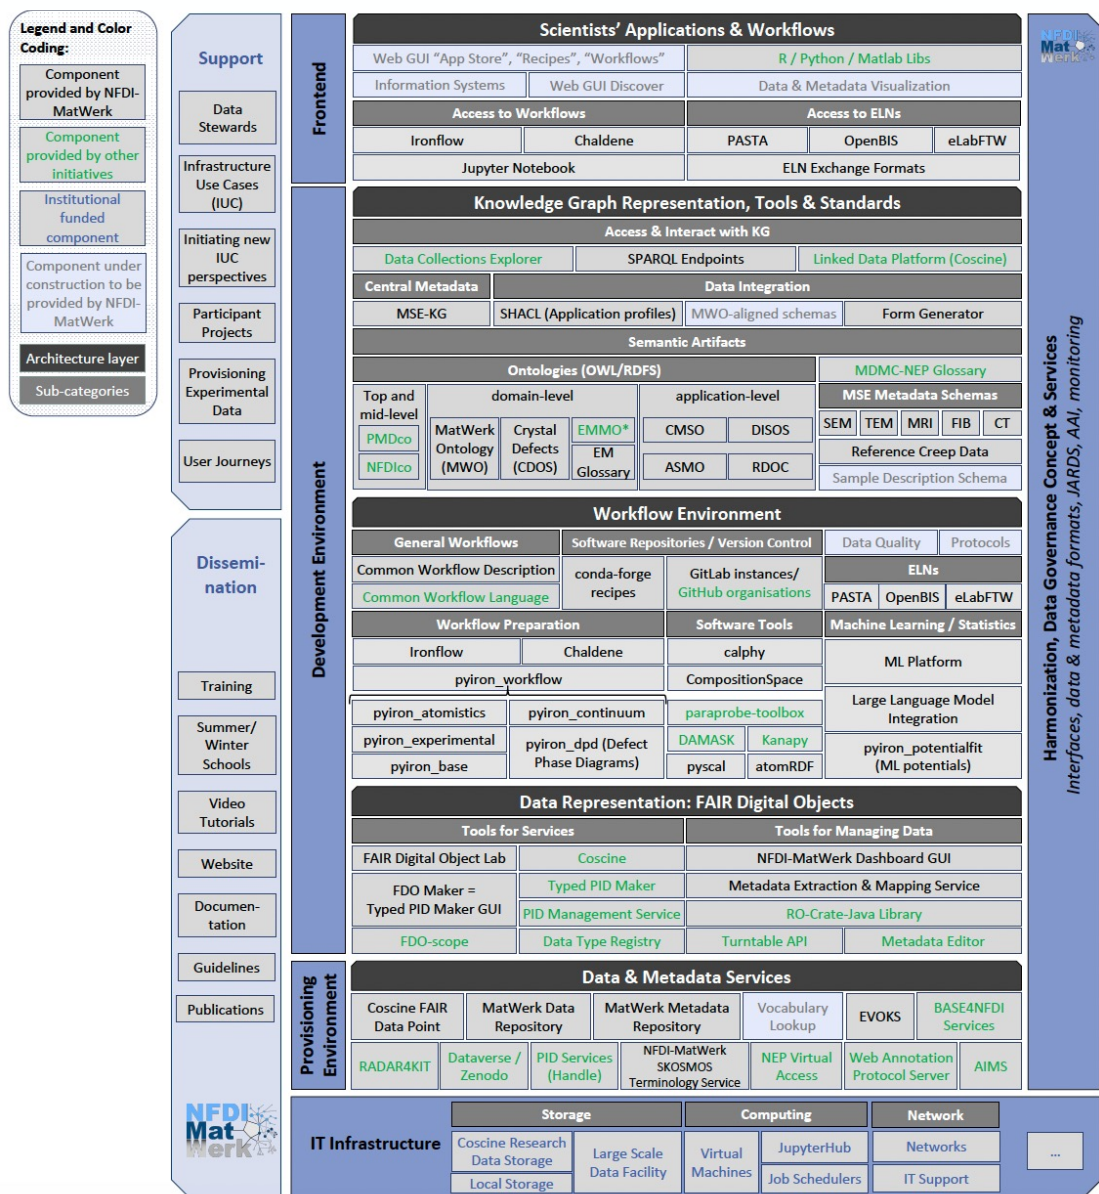 Legend and Color
Coding:
Component
provided by NFDI-
MatWerk
Component
provided by other
initiatives
Institutional
funded
component
Component under
construction to be
provided by NFDI-
MatWerk
Architecture layer
Sub-categories
Support
Data
Stewards
Infrastructure
Use Cases
(IUC)
Initiating new
IUC
perspectives
Participant
Projects
Provisioning
Experimental
Data
User Journeys
Dissemi-
nation
Training
Summer/
Winter
Schools
Video
Tutorials
Website
Documen-
tation
Guidelines
Publications
NFDI
Mat
Werk
Frontend
Scientists' Applications & Workflows
Web GUI "App Store", "Recipes", "Workflows"
R / Python / Matlab Libs
Information Systems
Web GUI Discover
Data & Metadata Visualization
Access to Workflows
Access to ELNs
Ironflow
Chaldene
PASTA
OpenBIS
eLabFTW
Jupyter Notebook
ELN Exchange Formats
Development Environment
Knowledge Graph Representation, Tools & Standards
Access & Interact with KG
Data Collections Explorer
SPARQL Endpoints
Linked Data Platform (Coscine)
Central Metadata
Data Integration
MSE-KG
SHACL (Application profiles)
MWO-aligned schemas
Form Generator
Semantic Artifacts
Ontologies (OWL/RDFS)
MDMC-NEP Glossary
Top and
mid-level
PMDco
NFDIco
domain-level
MatWerk
Ontology
(MWO)
Crystal
Defects
(CDOS)
EMMO*
EM
Glossary
application-level
CMSO
DISOS
ASMO
RDOC
MSE Metadata Schemas
SEM
TEM
MRI
FIB
CT
Reference Creep Data
Sample Description Schema
Workflow Environment
General Workflows
Software Repositories / Version Control
Data Quality
Protocols
Common Workflow Description
Common Workflow Language
conda-forge
recipes
GitLab instances/
GitHub organisations
ELNs
PASTA
OpenBIS
eLabFTW
Workflow Preparation
Software Tools
Machine Learning / Statistics
Ironflow
Chaldene
calphy
ML Platform
pyiron_workflow
CompositionSpace
pyiron_atomistics
pyiron_continuum
paraprobe-toolbox
Large Language Model
Integration
pyiron_experimental
pyiron_dpd (Defect
Phase Diagrams)
DAMASK
Kanapy
pyiron_base
pyscal
atomRDF
pyiron_potentialfit
(ML potentials)
Data Representation: FAIR Digital Objects
Tools for Services
Tools for Managing Data
FAIR Digital Object Lab
Coscine
NFDI-MatWerk Dashboard GUI
FDO Maker =
Typed PID Maker GUI
Typed PID Maker
Metadata Extraction & Mapping Service
PID Management Service
RO-Crate-Java Library
FDO-scope
Data Type Registry
Turntable API
Metadata Editor
Provisioning
Environment
Data & Metadata Services
Coscine FAIR
Data Point
MatWerk Data
Repository
MatWerk Metadata
Repository
Vocabulary
Lookup
EVOKS
BASE4NFDI
Services
RADAR4KIT
Dataverse /
Zenodo
PID Services
(Handle)
NFDI-MatWerk
SKOSMOS
Terminology Service
NEP Virtual
Access
Web Annotation
Protocol Server
AIMS
IT Infrastructure
Storage
Computing
Network
Coscine Research
Data Storage
Local Storage
Large Scale
Data Facility
Virtual
Machines
JupyterHub
Job Schedulers
Networks
IT Support
...
NFDI
Mat
Werk
Harmonization, Data Governance Concept & Services
Interfaces, data & metadata formats, JARDS, AAI, monitoring